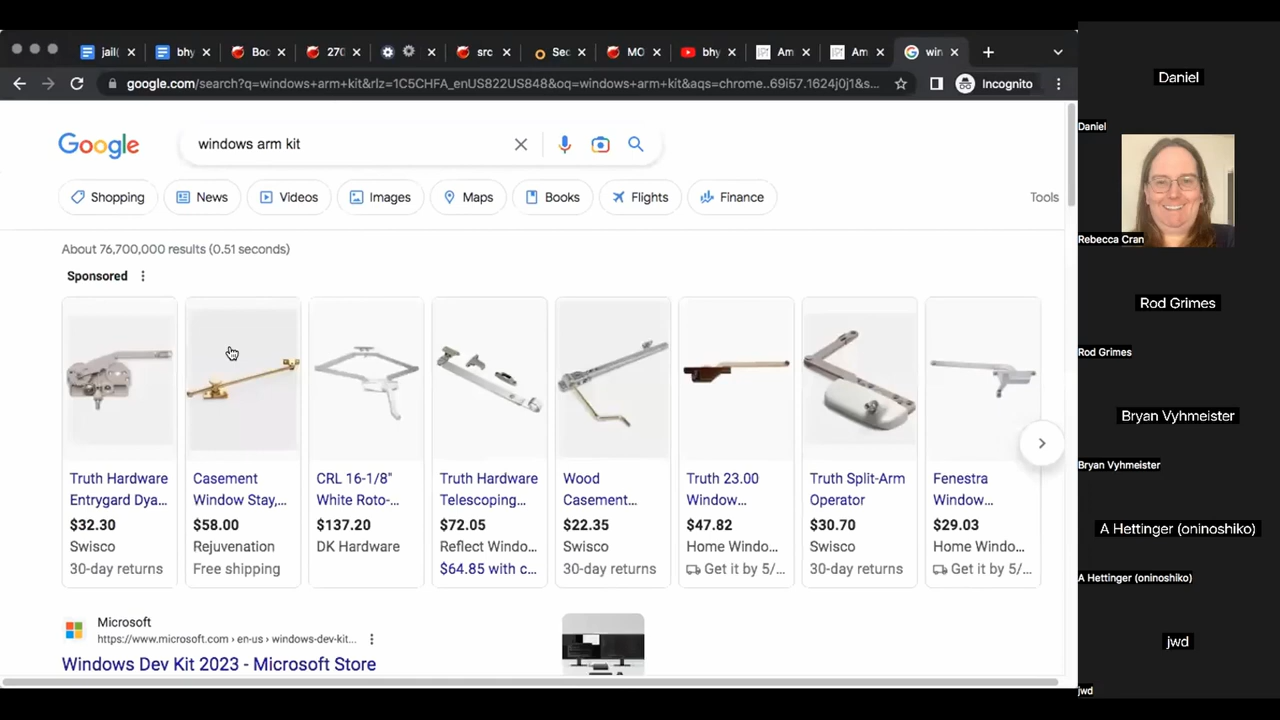 jail(
bhy
Boc
270
src
Sec
MO
bhy
Am
Am
win
google.com/search?q=windows+arm+kit&rlz=1C5CHFA_enUS822US848&oq=windows+arm+kit&aqs=chrome..69i57.1624j0j1&s...
Incognito
Google
windows arm kit
Shopping
News
Videos
Images
Maps
Books
Flights
Finance
Tools
About 76,700,000 results (0.51 seconds)
Sponsored
Truth Hardware
Entrygard Dya...
$32.30
Swisco
30-day returns
Casement
Window Stay,...
$58.00
Rejuvenation
Free shipping
CRL 16-1/8"
White Roto-...
$137.20
DK Hardware
Truth Hardware
Telescoping...
$72.05
Reflect Windo...
$64.85 with c...
Wood
Casement...
$22.35
Swisco
30-day returns
Truth 23.00
Window...
$47.82
Home Windo...
Get it by 5/...
Truth Split-Arm
Operator
$30.70
Swisco
30-day returns
Fenestra
Window...
$29.03
Home Windo...
Get it by 5/...
Microsoft
https://www.microsoft.com › en-us › windows-dev-kit...
Windows Dev Kit 2023 - Microsoft Store
Daniel
Daniel
Rebecca Cran
Rod Grimes
Rod Grimes
Bryan Vyhmeister
Bryan Vyhmeister
A Hettinger (oninoshiko)
A Hettinger (oninoshiko)
jwd
jwd